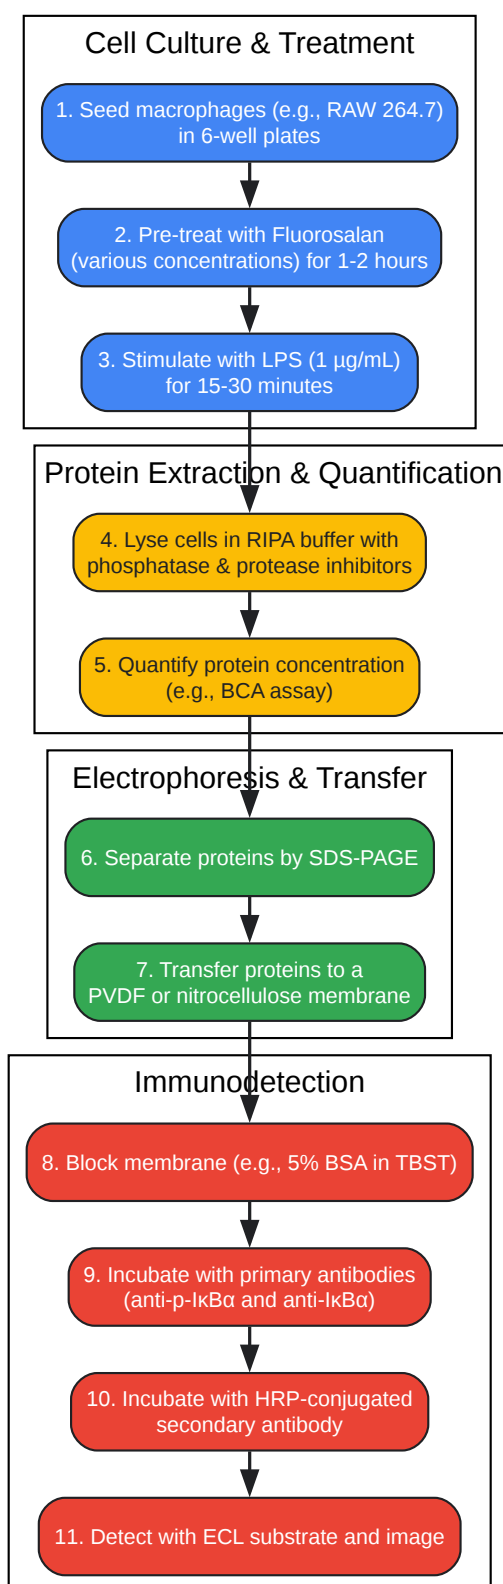 Cell Culture & Treatment
1. Seed macrophages (e.g., RAW 264.7)
in 6-well plates
2. Pre-treat with Fluorosalan
(various concentrations) for 1-2 hours
3. Stimulate with LPS (1 µg/mL)
for 15-30 minutes
Protein Extraction & Quantification
4. Lyse cells in RIPA buffer with
phosphatase & protease inhibitors
5. Quantify protein concentration
(e.g., BCA assay)
Electrophoresis & Transfer
6. Separate proteins by SDS-PAGE
7. Transfer proteins to a
PVDF or nitrocellulose membrane
Immunodetection
8. Block membrane (e.g., 5% BSA in TBST)
9. Incubate with primary antibodies
(anti-p-IκBα and anti-IκBα)
10. Incubate with HRP-conjugated
secondary antibody
11. Detect with ECL substrate and image